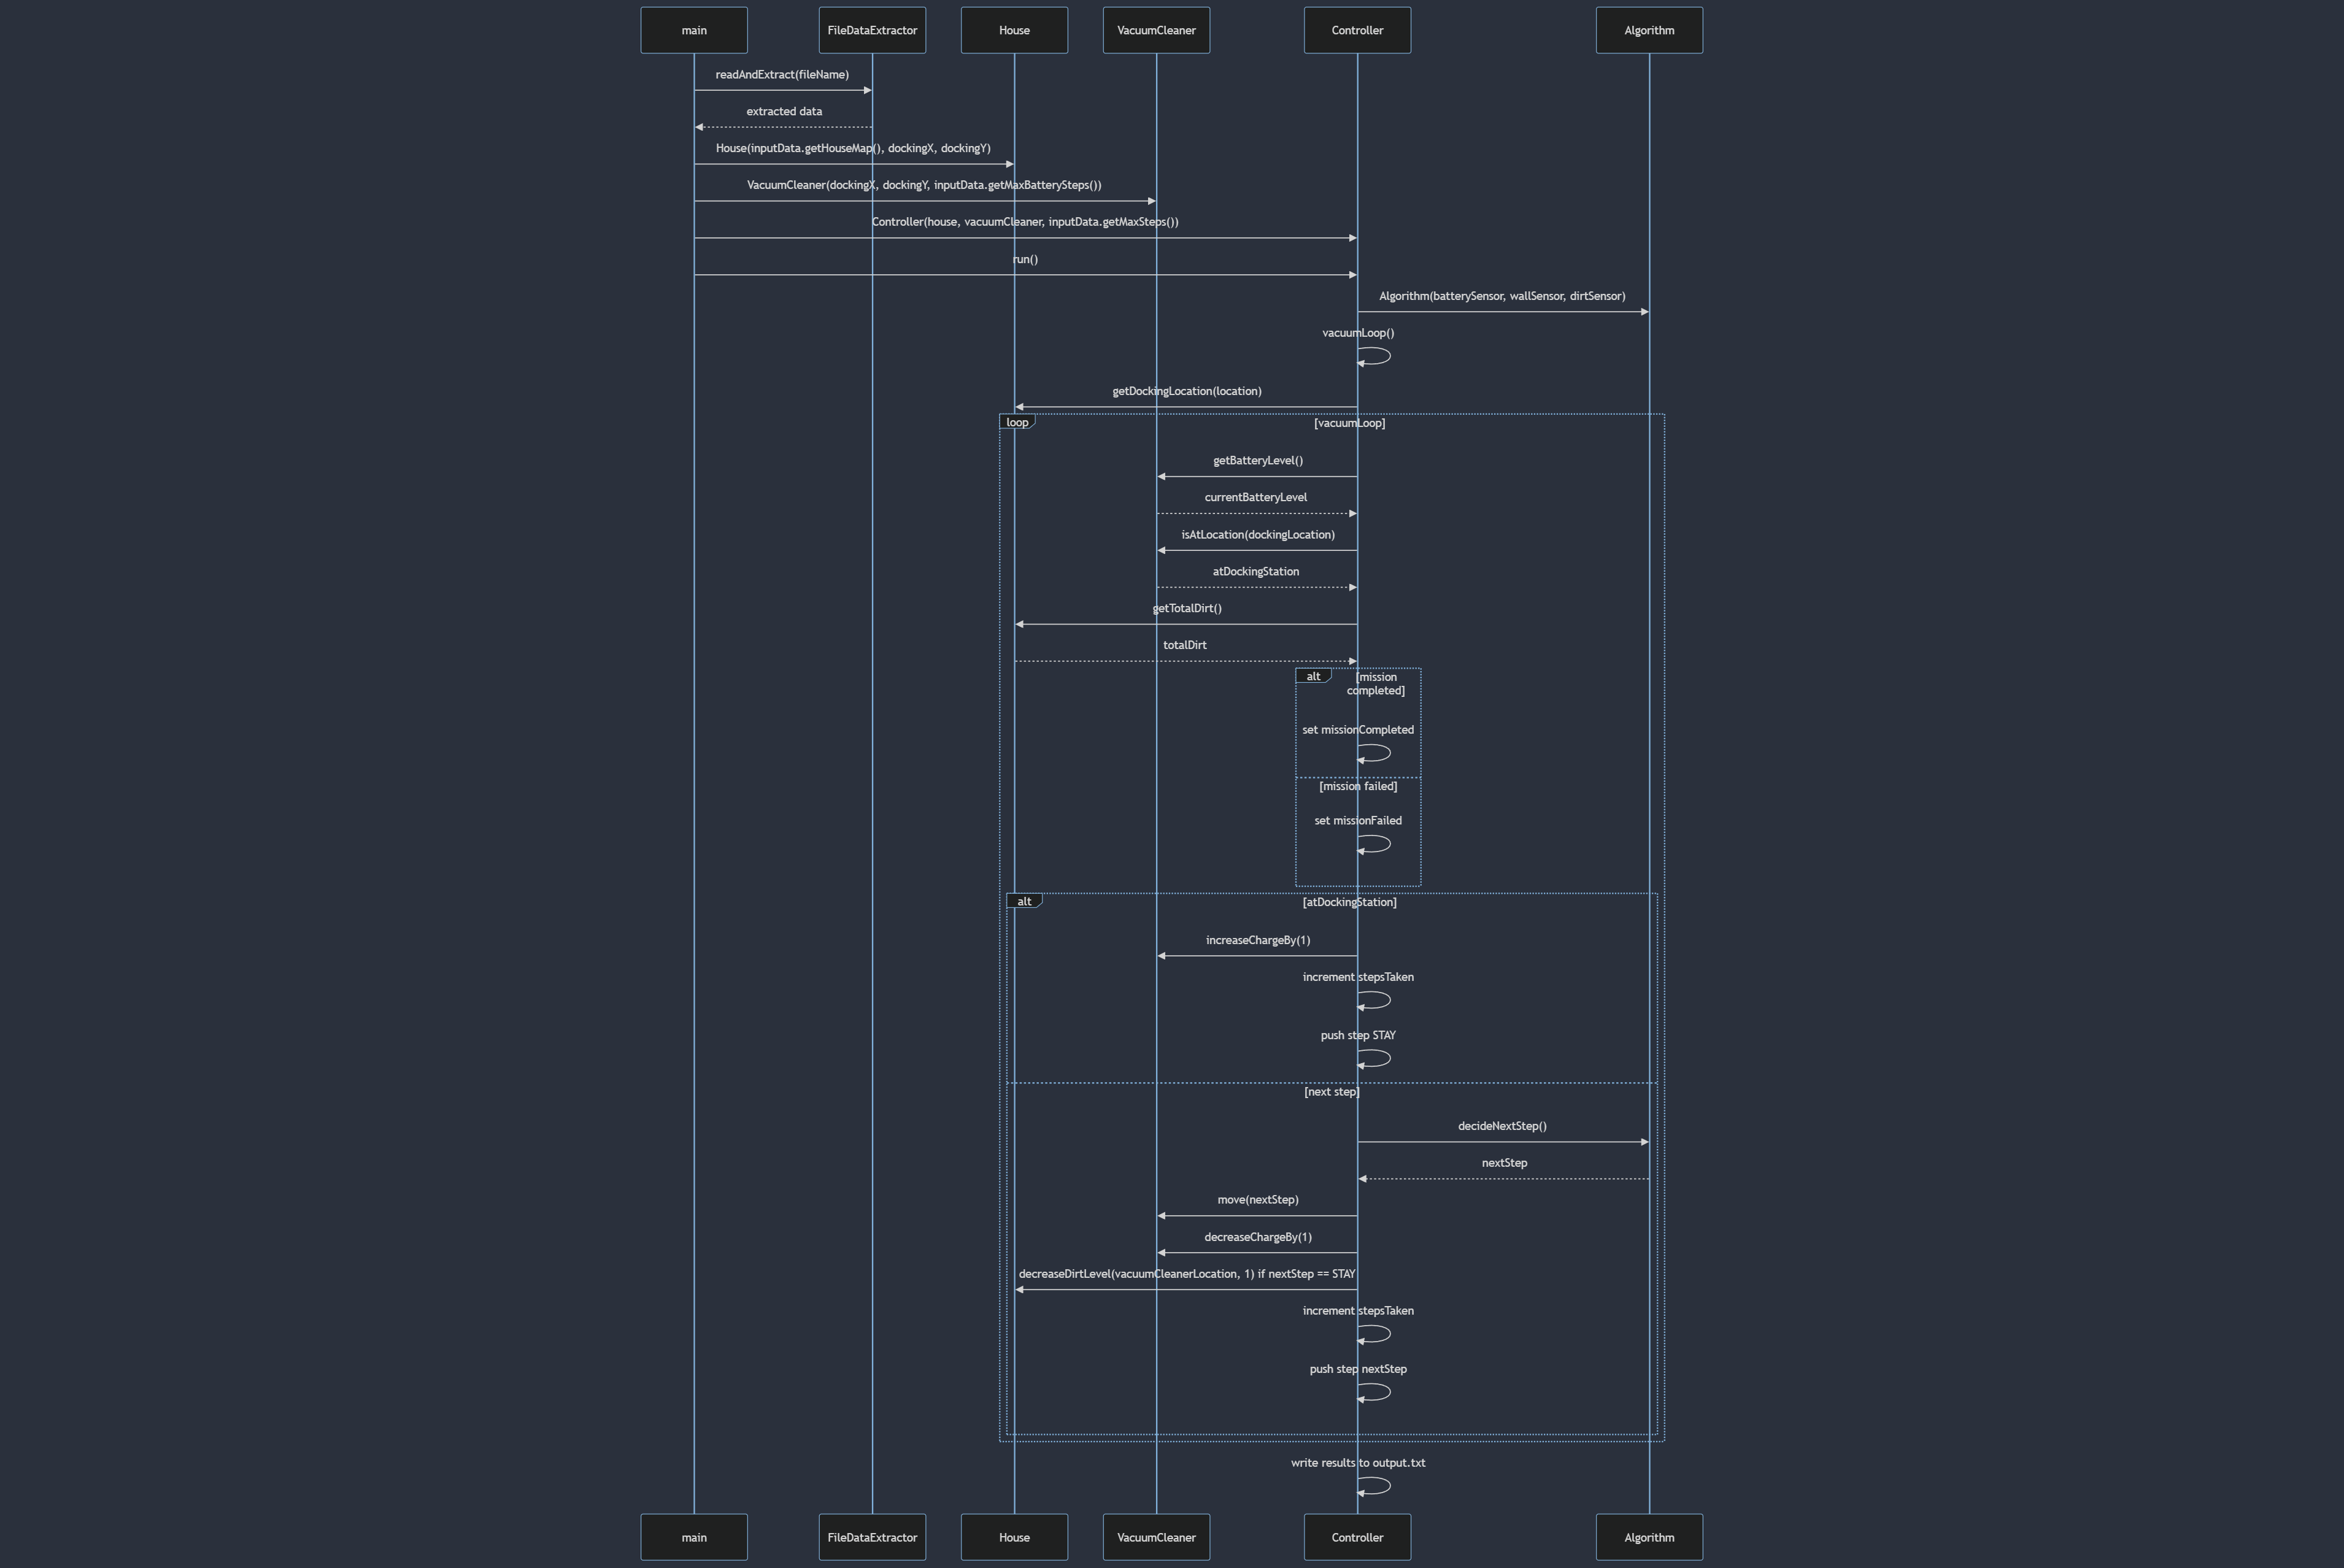 main
FileDataExtractor
House
VacuumCleaner
Controller
Algorithm
readAndExtract(fileName)
extracted data
House(inputData.getHouseMap(), dockingX, dockingY)
VacuumCleaner(dockingX, dockingY, inputData.getMaxBatterySteps())
Controller(house, vacuumCleaner, inputData.getMaxSteps())
run()
Algorithm(batterySensor, wallSensor, dirtSensor)
vacuumLoop()
getDockingLocation(location)
loop
[vacuumLoop]
getBatteryLevel()
currentBatteryLevel
isAtLocation(dockingLocation)
atDockingStation
getTotalDirt()
totalDirt
alt
[mission
completed]
set missionCompleted
[mission failed]
set missionFailed
alt
[atDockingStation]
increaseChargeBy(1)
increment stepsTaken
push step STAY
[next step]
decideNextStep()
nextStep
move(nextStep)
decreaseChargeBy(1)
decreaseDirtLevel(vacuumCleanerLocation, 1) if nextStep == STAY
increment stepsTaken
push step nextStep
write results to output.txt
main
FileDataExtractor
House
VacuumCleaner
Controller
Algorithm